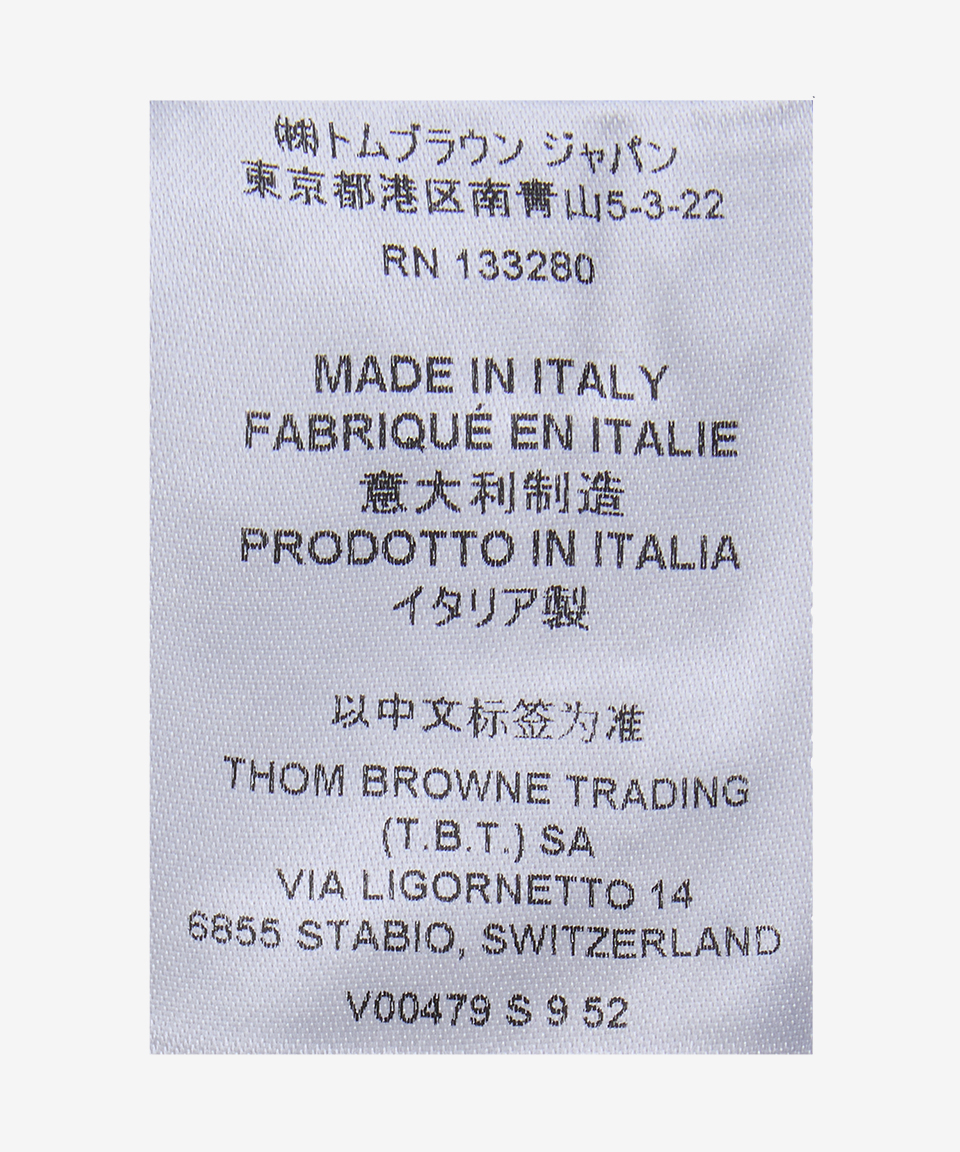 ㈱トムブラウン ジャパン
東京都港区南青山5-3-22
RN 133280
MADE IN ITALY
FABRIQUÉ EN ITALIE
意大利制造
PRODOTTO IN ITALIA
イタリア製
以中文标签为准
THOM BROWNE TRADING
(T.B.T.) SA
VIA LIGORNETTO 14
6855 STABIO, SWITZERLAND
V00479 S 9 52